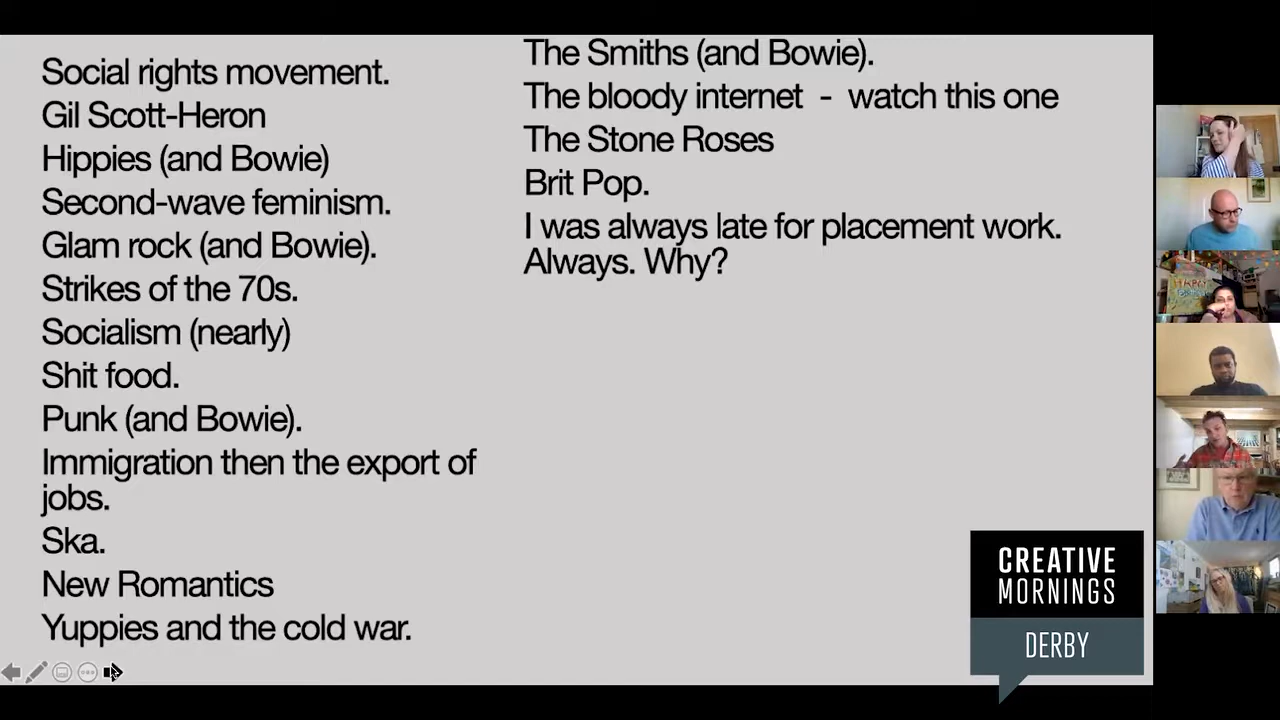 Social rights movement.
Gil Scott-Heron
Hippies (and Bowie)
Second-wave feminism.
Glam rock (and Bowie).
Strikes of the 70s.
Socialism (nearly)
Shit food.
Punk (and Bowie).
Immigration then the export of
jobs.
Ska.
New Romantics
Yuppies and the cold war.
The Smiths (and Bowie).
The bloody internet - watch this one
The Stone Roses
Brit Pop.
I was always late for placement work.
Always. Why?
CREATIVE
MORNINGS
DERBY
HAPPY